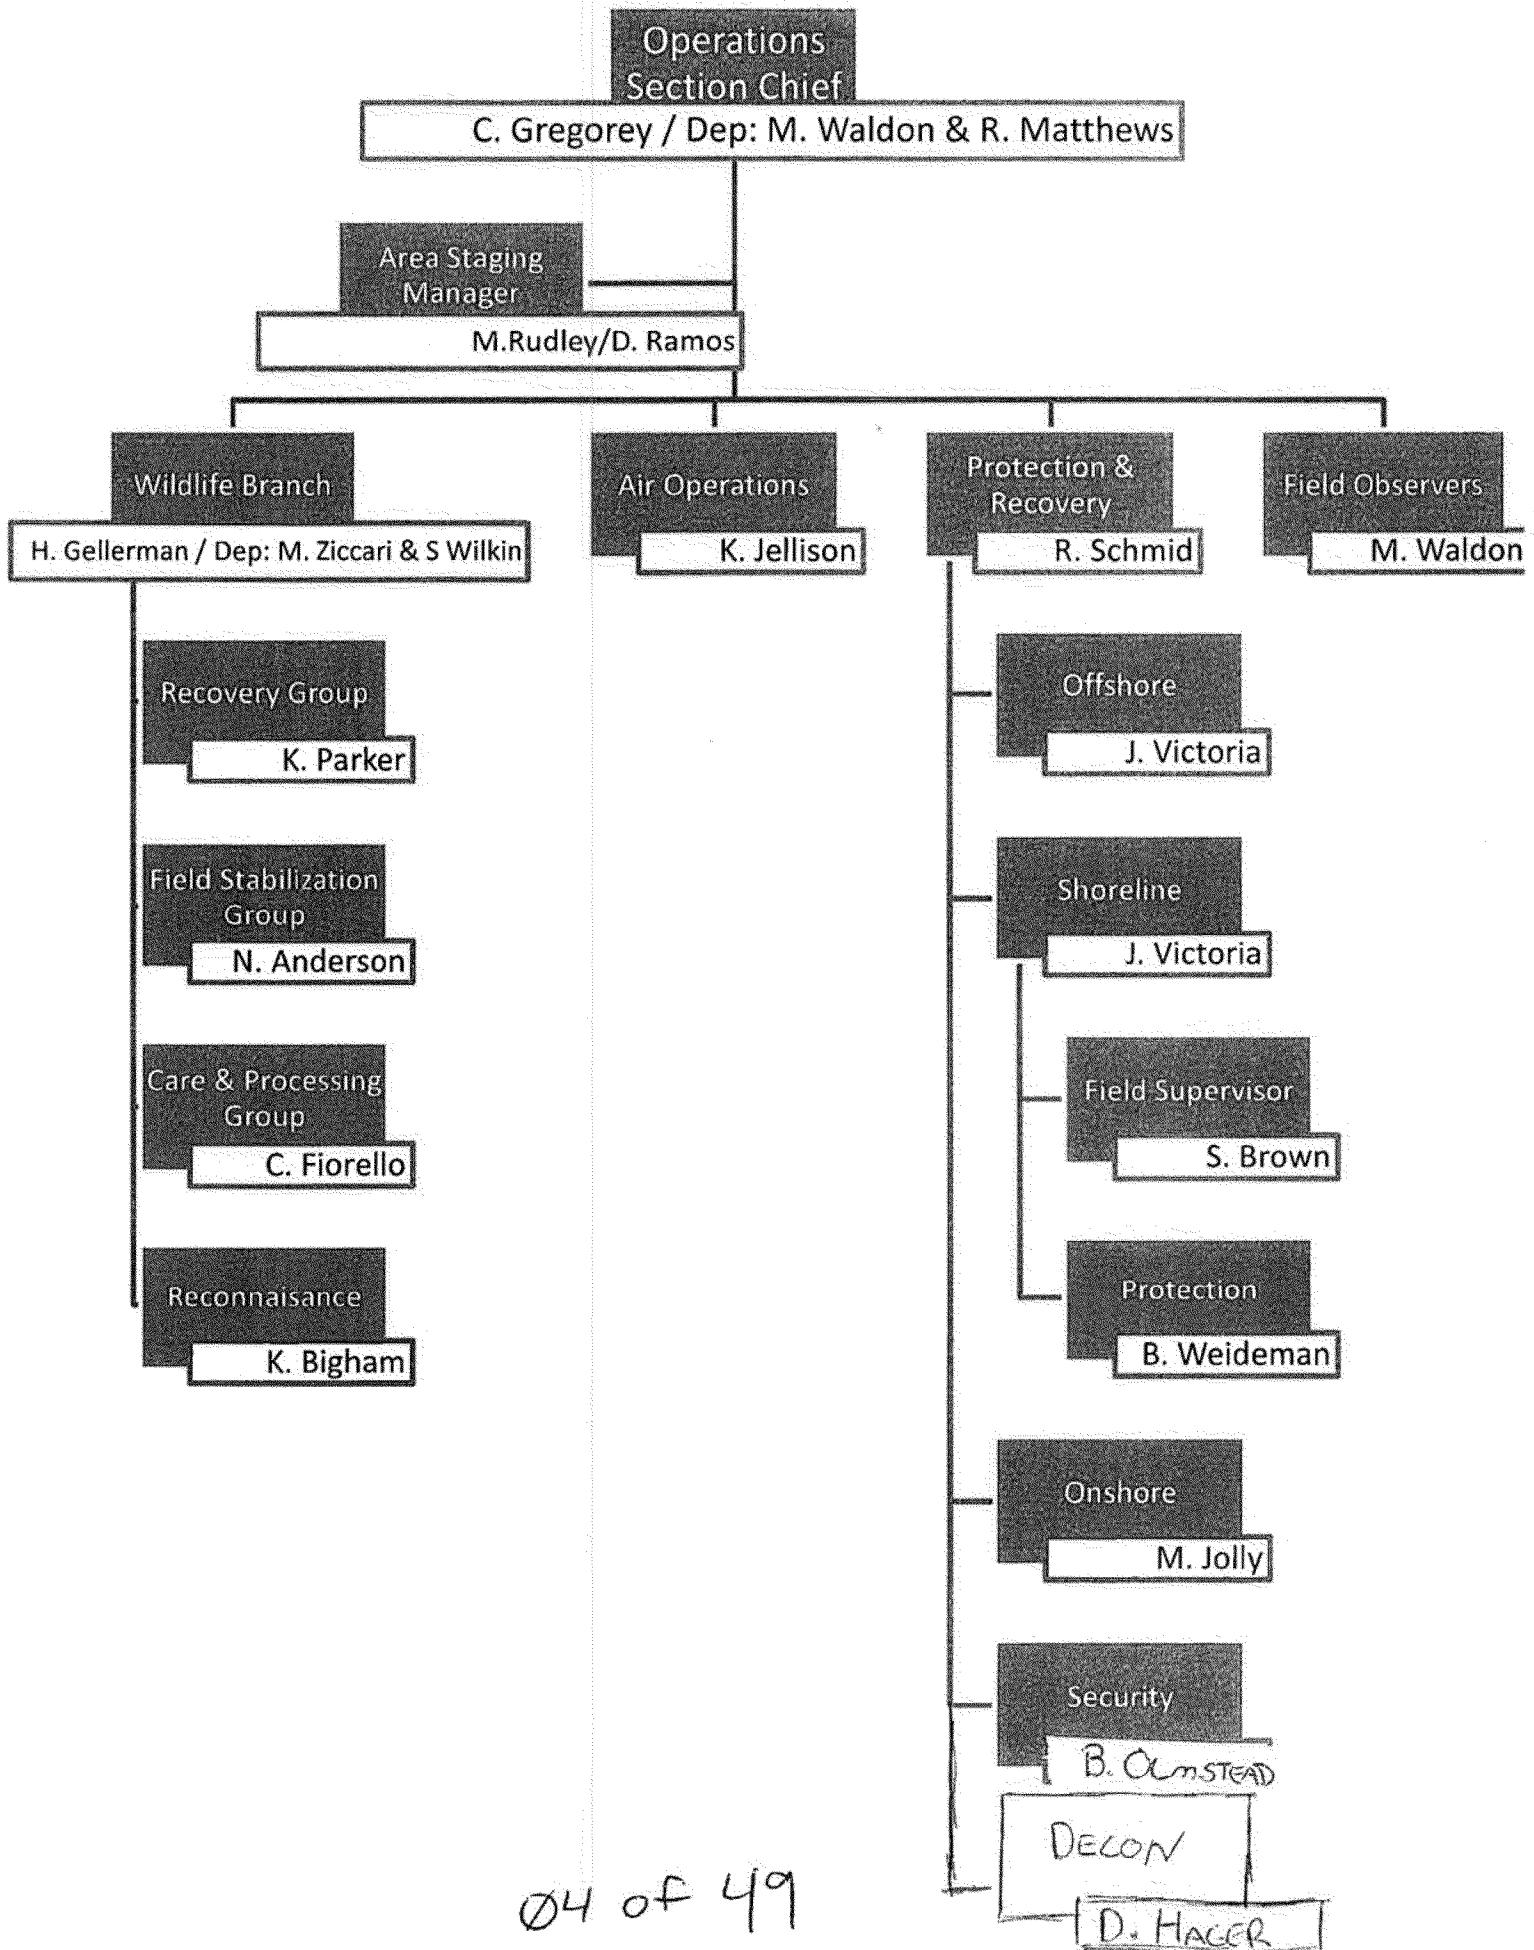 Operations
Section Chief
C. Gregorey / Dep: M. Waldon & R. Matthews
Area Staging
Manager
M.Rudley/D. Ramos
Wildlife Branch
H. Gellerman / Dep: M. Ziccari & S Wilkin
Air Operations
K. Jellison
Protection &
Recovery
R. Schmid
Field Observers
M. Waldon
Recovery Group
K. Parker
Field Stabilization
Group
N. Anderson
Care & Processing
Group
C. Fiorello
Reconnaisance
K. Bigham
Offshore
J. Victoria
Shoreline
J. Victoria
Field Supervisor
S. Brown
Protection
B. Weideman
Onshore
M. Jolly
Security
B. OLMSTEAD
DECON
D. HAGER
Ø4 of 49